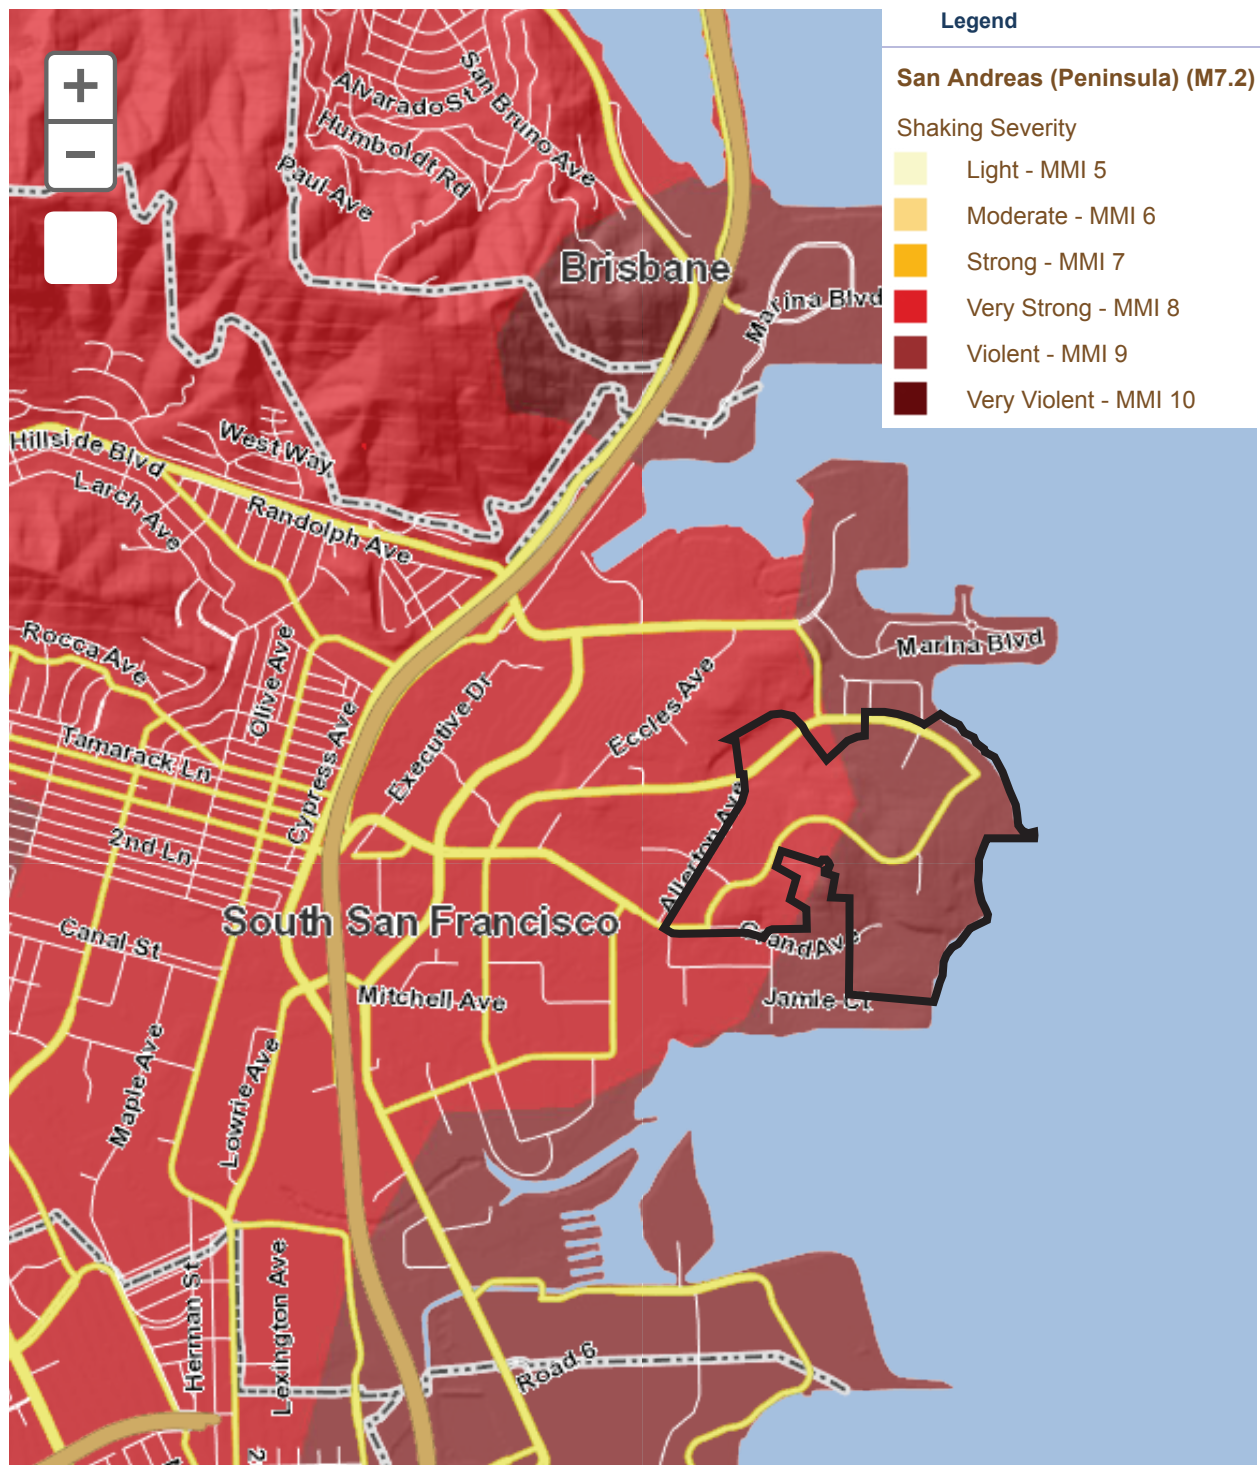 Legend
San Andreas (Peninsula) (M7.2)
Shaking Severity
Light - MMI 5
Moderate - MMI 6
Strong - MMI 7
Very Strong - MMI 8
Violent - MMI 9
Very Violent - MMI 10
+
−
San Bruno Ave
Alvarado St
Humboldt Rd
Paul Ave
Brisbane
Marina Blvd
Hillside Blvd
West Way
Larch Ave
Randolph Ave
Rocca Ave
Olive Ave
Marina Blvd
Eccles Ave
Executive Dr
Cypress Ave
Tamarack Ln
Allerton Ave
2nd Ln
South San Francisco
Canal St
Grand Ave
Mitchell Ave
Jamie Ct
Maple Ave
Lowrie Ave
Herman St
Lexington Ave
Road 6
2